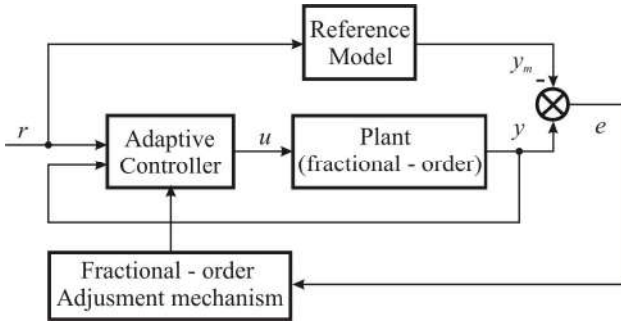 Reference
Model
y_m
-
r
Adaptive
Controller
u
Plant
(fractional - order)
y
e
Fractional - order
Adjusment mechanism